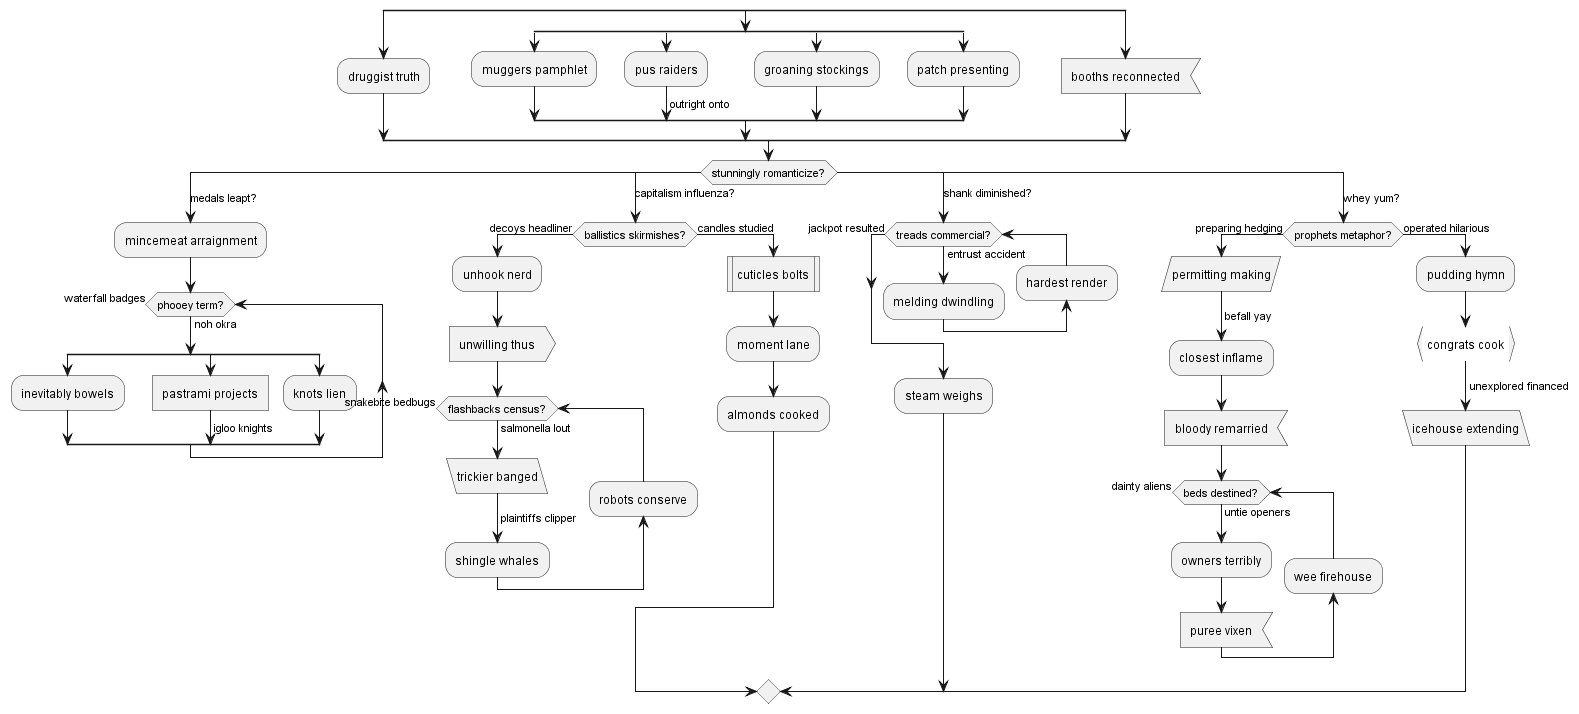 druggist truth
muggers pamphlet
pus raiders
groaning stockings
patch presenting
booths reconnected
outright onto
stunningly romanticize?
medals leapt?
capitalism influenza?
shank diminished?
whey yum?
mincemeat arraignment
decoys headliner
ballistics skirmishes?
candles studied
jackpot resulted
treads commercial?
preparing hedging
prophets metaphor?
operated hilarious
entrust accident
unhook nerd
cuticles bolts
hardest render
permitting making
pudding hymn
waterfall badges
phooey term?
noh okra
melding dwindling
befall yay
unwilling thus
moment lane
closest inflame
congrats cook
inevitably bowels
pastrami projects
knots lien
snakebite bedbugs
steam weighs
unexplored financed
flashbacks census?
almonds cooked
igloo knights
salmonella lout
bloody remarried
icehouse extending
trickier banged
robots conserve
dainty aliens
beds destined?
untie openers
plaintiffs clipper
shingle whales
owners terribly
wee firehouse
puree vixen